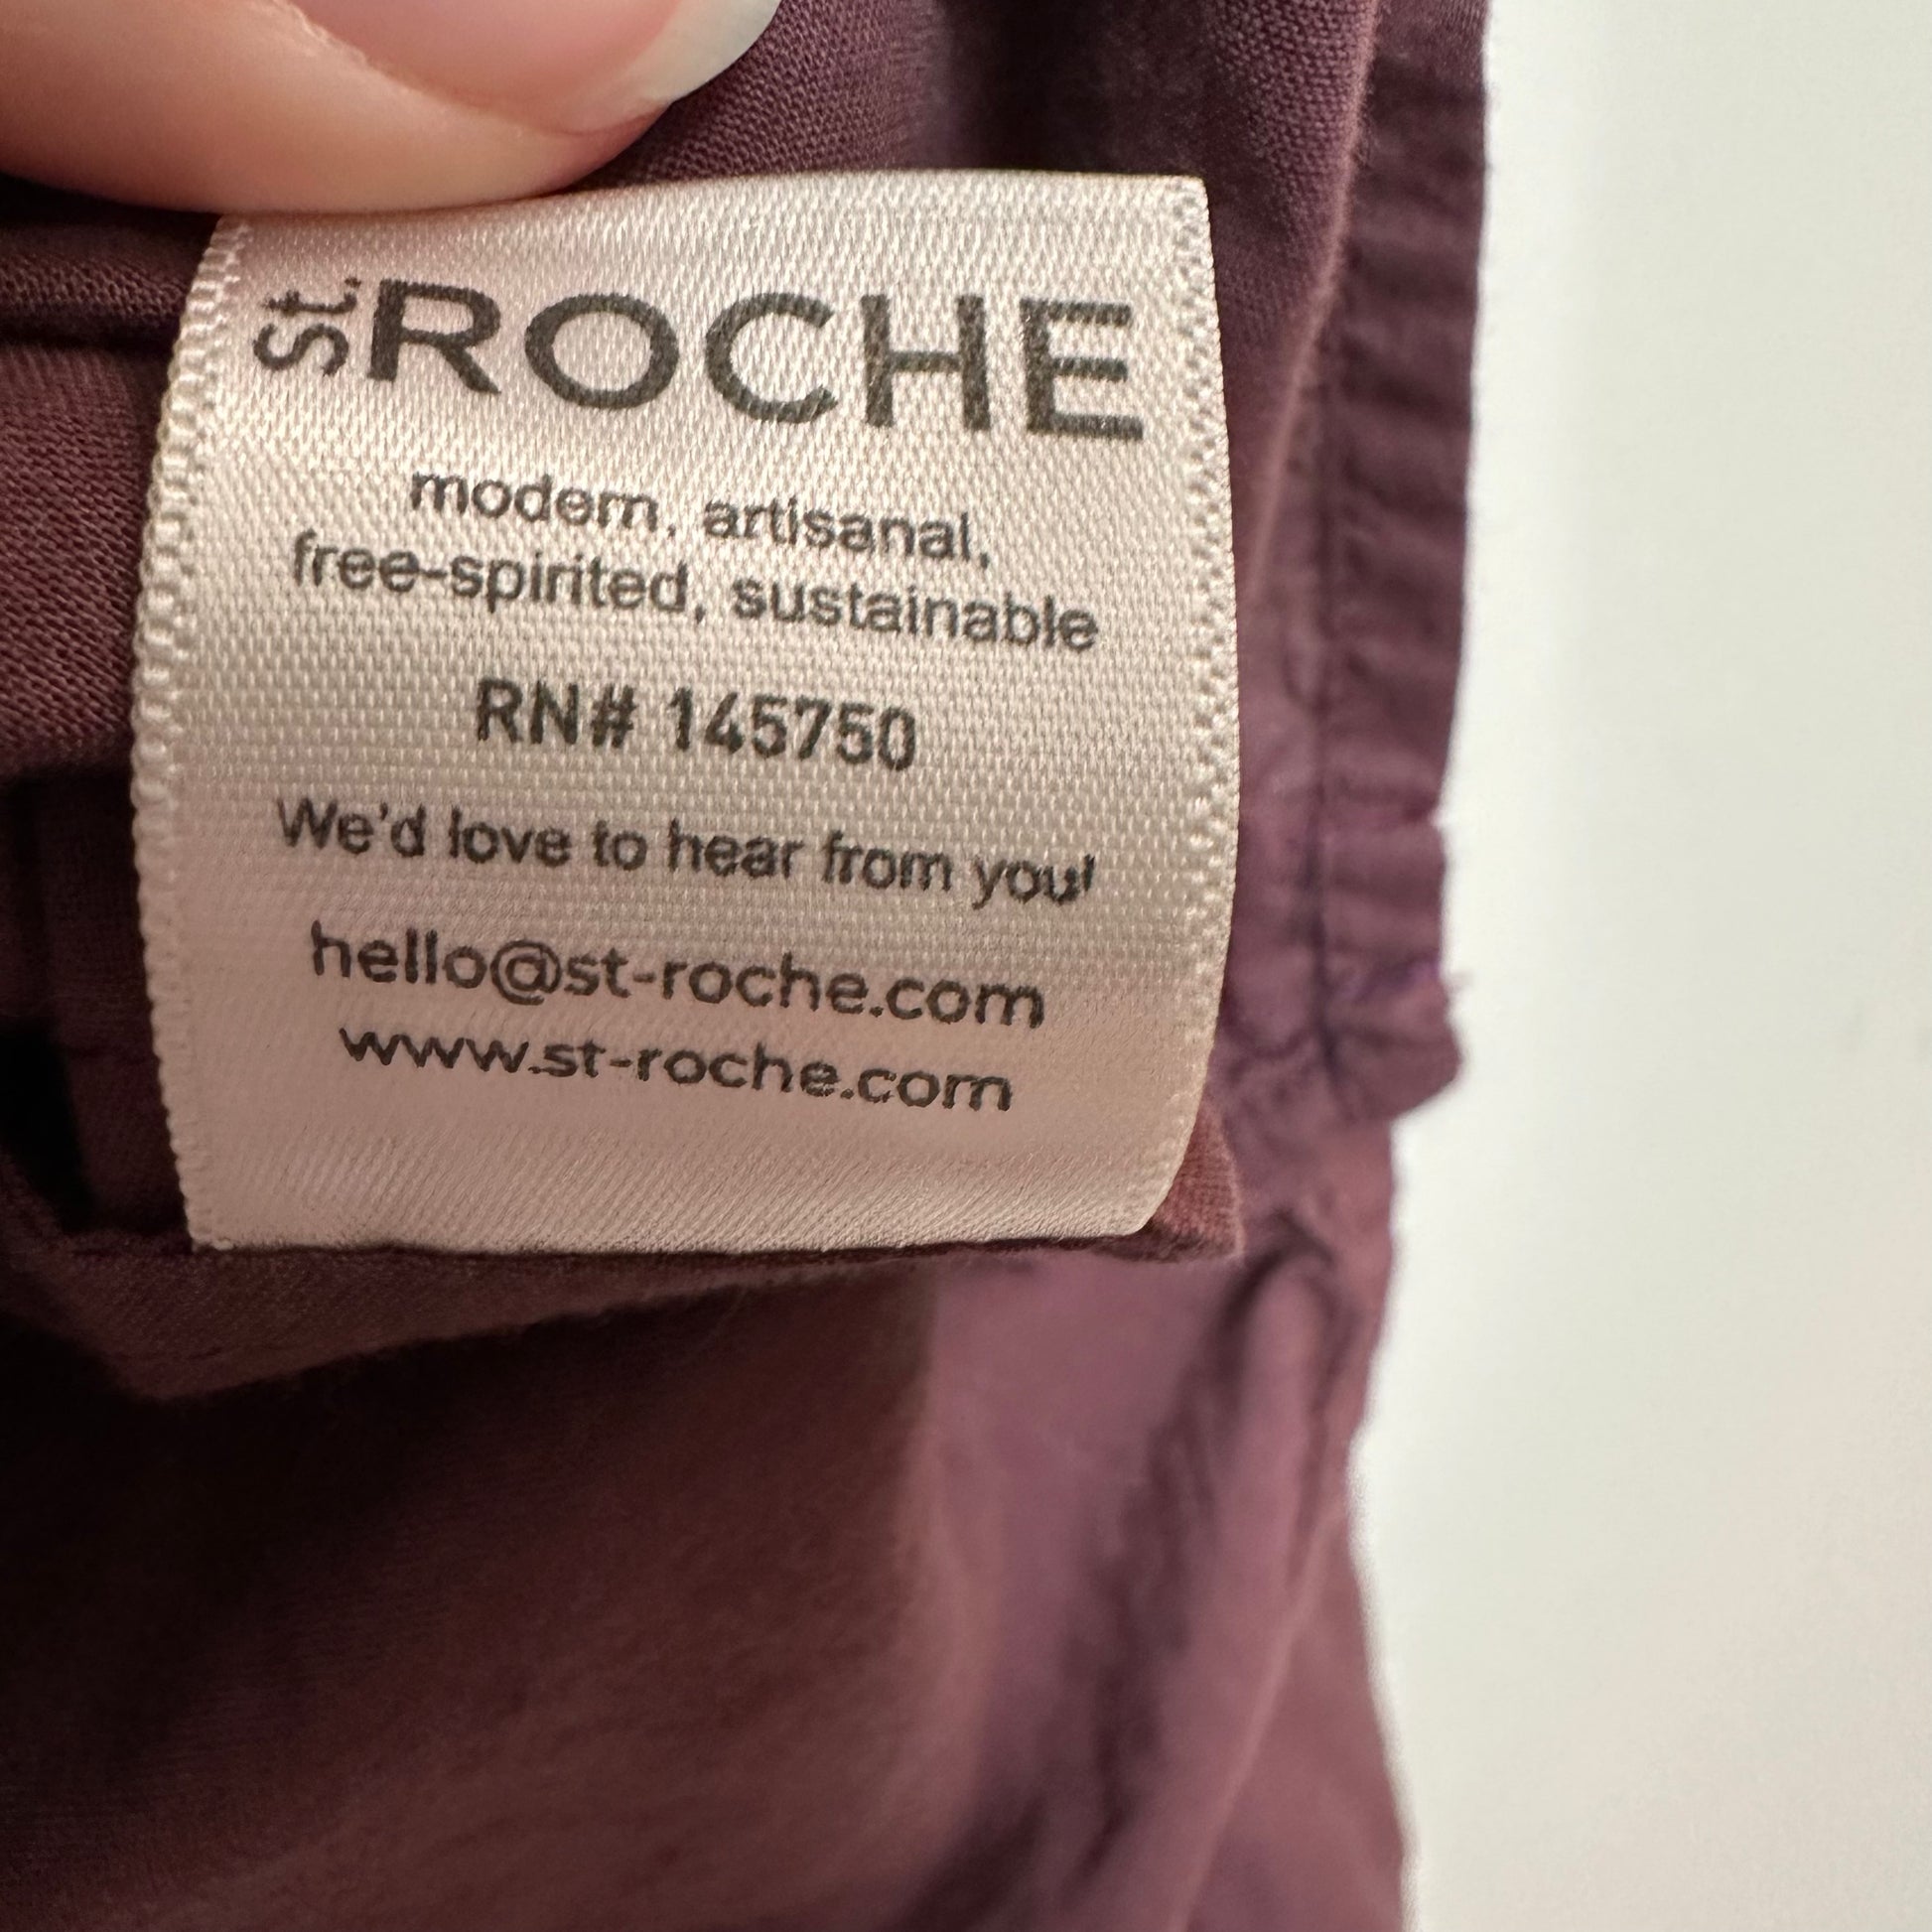 St. ROCHE
modern, artisanal,
free-spirited, sustainable
RN# 145750
We'd love to hear from you!
hello@st-roche.com
www.st-roche.com